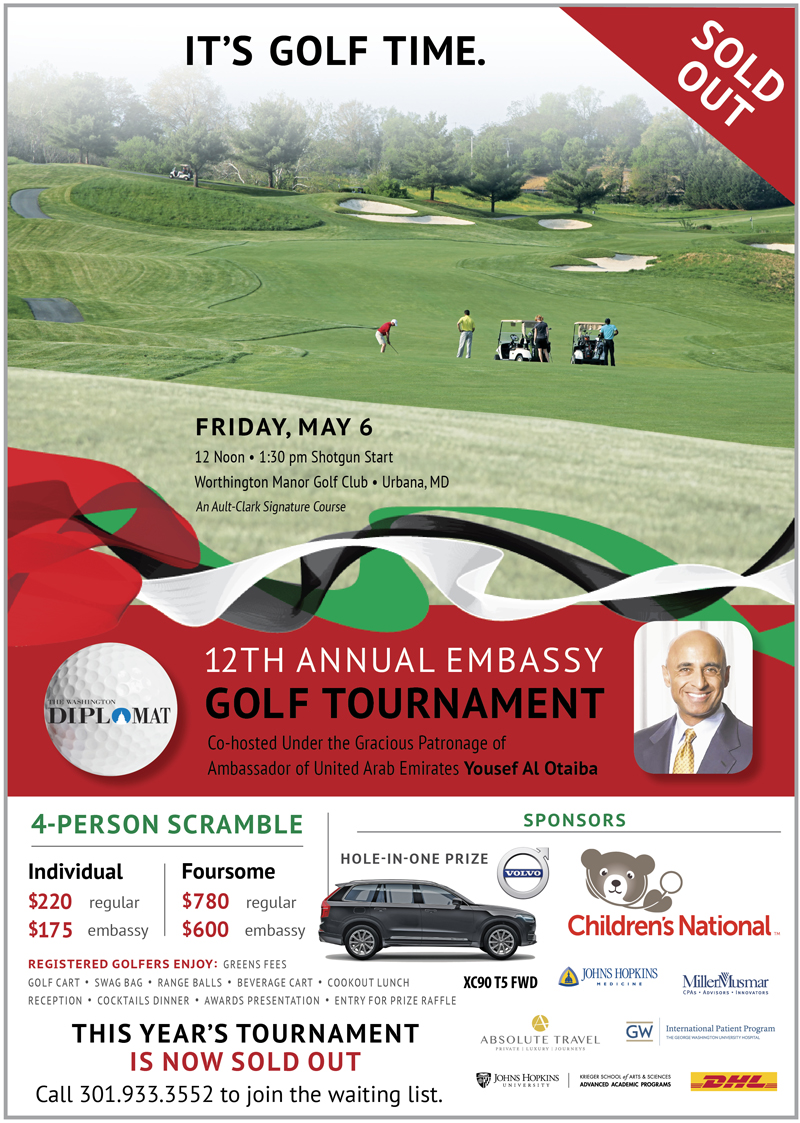 IT'S GOLF TIME.
SOLD
OUT
FRIDAY, MAY 6
12 Noon • 1:30 pm Shotgun Start
Worthington Manor Golf Club • Urbana, MD
An Ault-Clark Signature Course
THE WASHINGTON
DIPLOMAT
12TH ANNUAL EMBASSY
GOLF TOURNAMENT
Co-hosted Under the Gracious Patronage of
Ambassador of United Arab Emirates Yousef Al Otaiba
4-PERSON SCRAMBLE
Individual
$220 regular
$175 embassy
Foursome
$780 regular
$600 embassy
REGISTERED GOLFERS ENJOY: GREENS FEES
GOLF CART • SWAG BAG • RANGE BALLS • BEVERAGE CART • COOKOUT LUNCH
RECEPTION • COCKTAILS DINNER • AWARDS PRESENTATION • ENTRY FOR PRIZE RAFFLE
THIS YEAR'S TOURNAMENT
IS NOW SOLD OUT
Call 301.933.3552 to join the waiting list.
SPONSORS
HOLE-IN-ONE PRIZE
VOLVO
XC90 T5 FWD
Children's National™
JOHNS HOPKINS
MEDICINE
MillerMusmar
CPAs • ADVISORS • INNOVATORS
ABSOLUTE TRAVEL
PRIVATE | LUXURY | JOURNEYS
GW
International Patient Program
THE GEORGE WASHINGTON UNIVERSITY HOSPITAL
JOHNS HOPKINS
UNIVERSITY
KRIEGER SCHOOL of ARTS & SCIENCES
ADVANCED ACADEMIC PROGRAMS
DHL